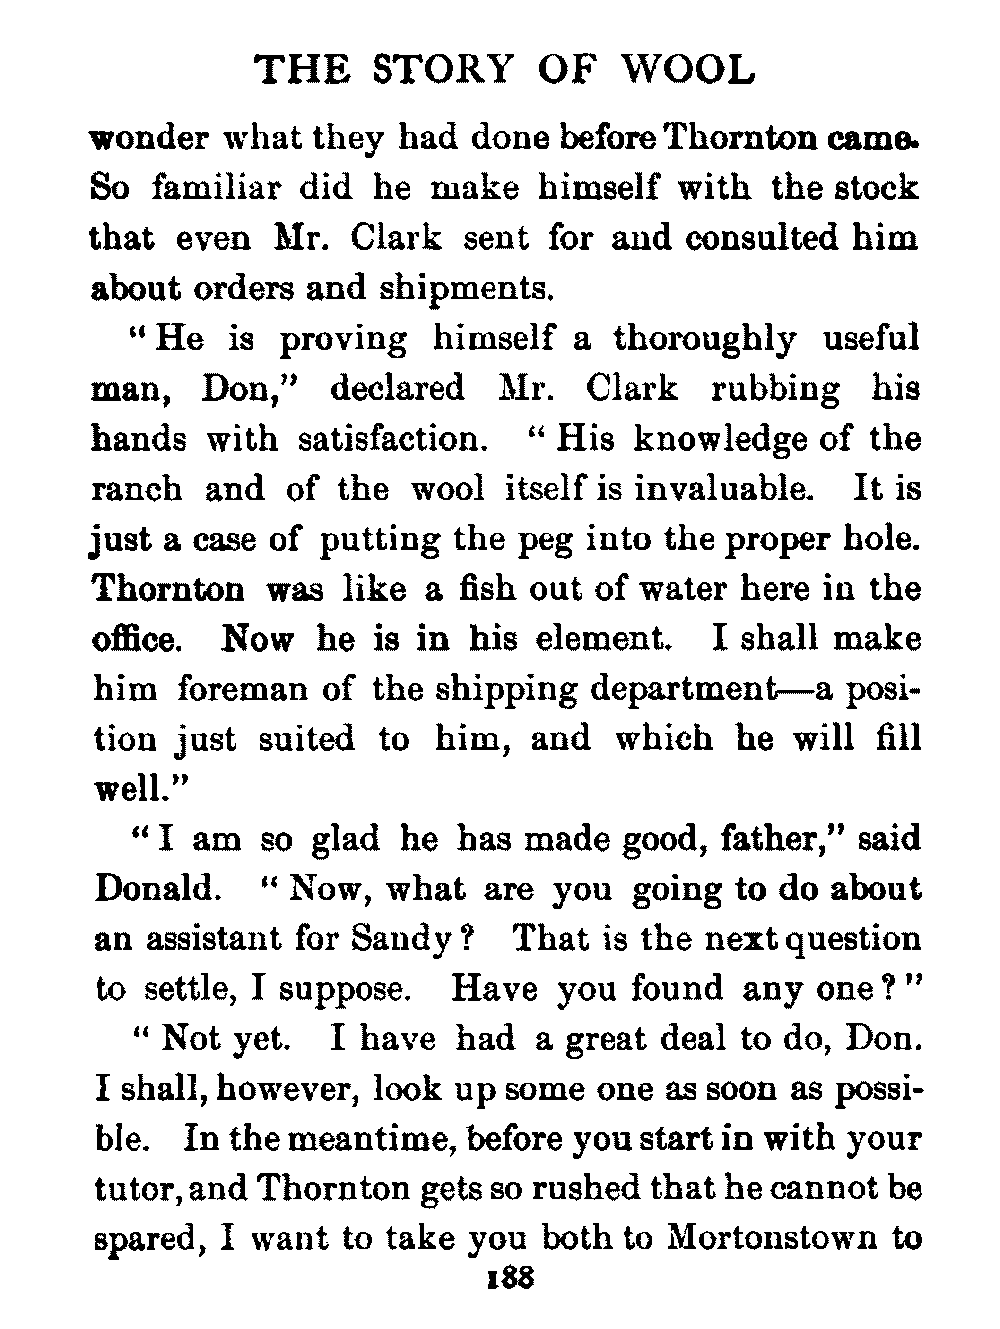 THE STORY OF WOOL
wonder what they had done before Thornton came.
So familiar did he make himself with the stock
that even Mr. Clark sent for and consulted him
about orders and shipments.
“ He is proving himself a thoroughly useful
man, Don,” declared Mr. Clark rubbing his
hands with satisfaction. “ His knowledge of the
ranch and of the wool itself is invaluable. It is
just a case of putting the peg into the proper hole.
Thornton was like a fish out of water here in the
office. Now he is in his element. I shall make
him foreman of the shipping department—a posi-
tion just suited to him, and which he will fill
well.”
“ I am so glad he has made good, father,” said
Donald. “ Now, what are you going to do about
an assistant for Sandy ? That is the next question
to settle, I suppose. Have you found any one ? ”
“ Not yet. I have had a great deal to do, Don.
I shall, however, look up some one as soon as possi-
ble. In the meantime, before you start in with your
tutor, and Thornton gets so rushed that he cannot be
spared, I want to take you both to Mortonstown to
188